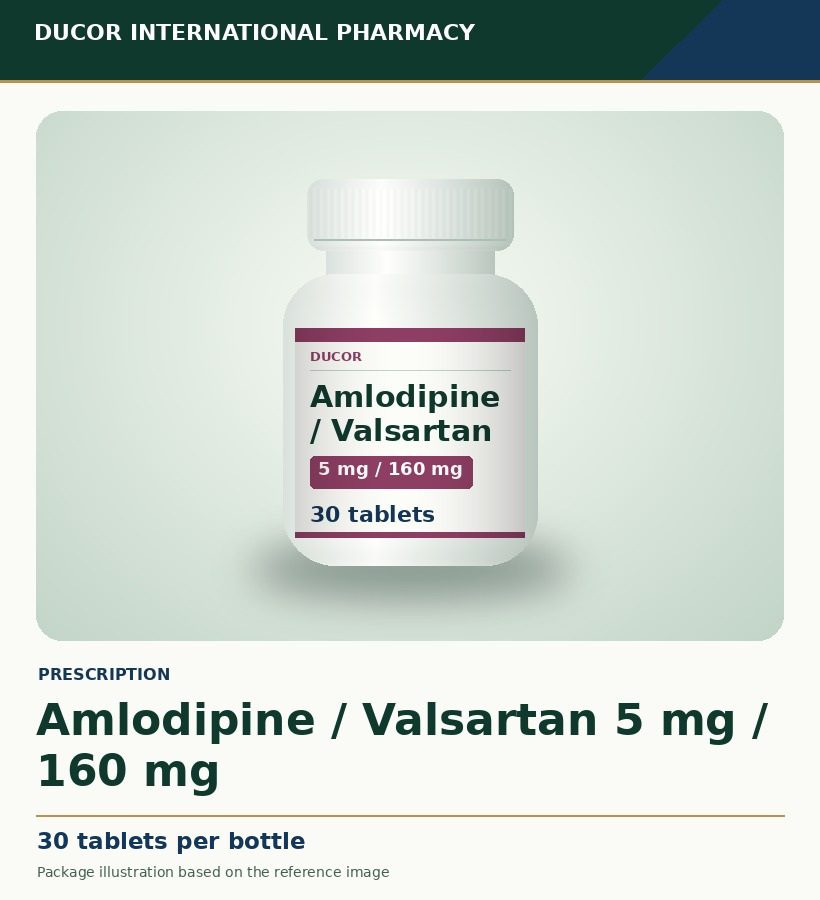 DUCOR INTERNATIONAL PHARMACY
DUCOR
Amlodipine
/ Valsartan
5 mg / 160 mg
30 tablets
PRESCRIPTION
Amlodipine / Valsartan 5 mg /
160 mg
30 tablets per bottle
Package illustration based on the reference image